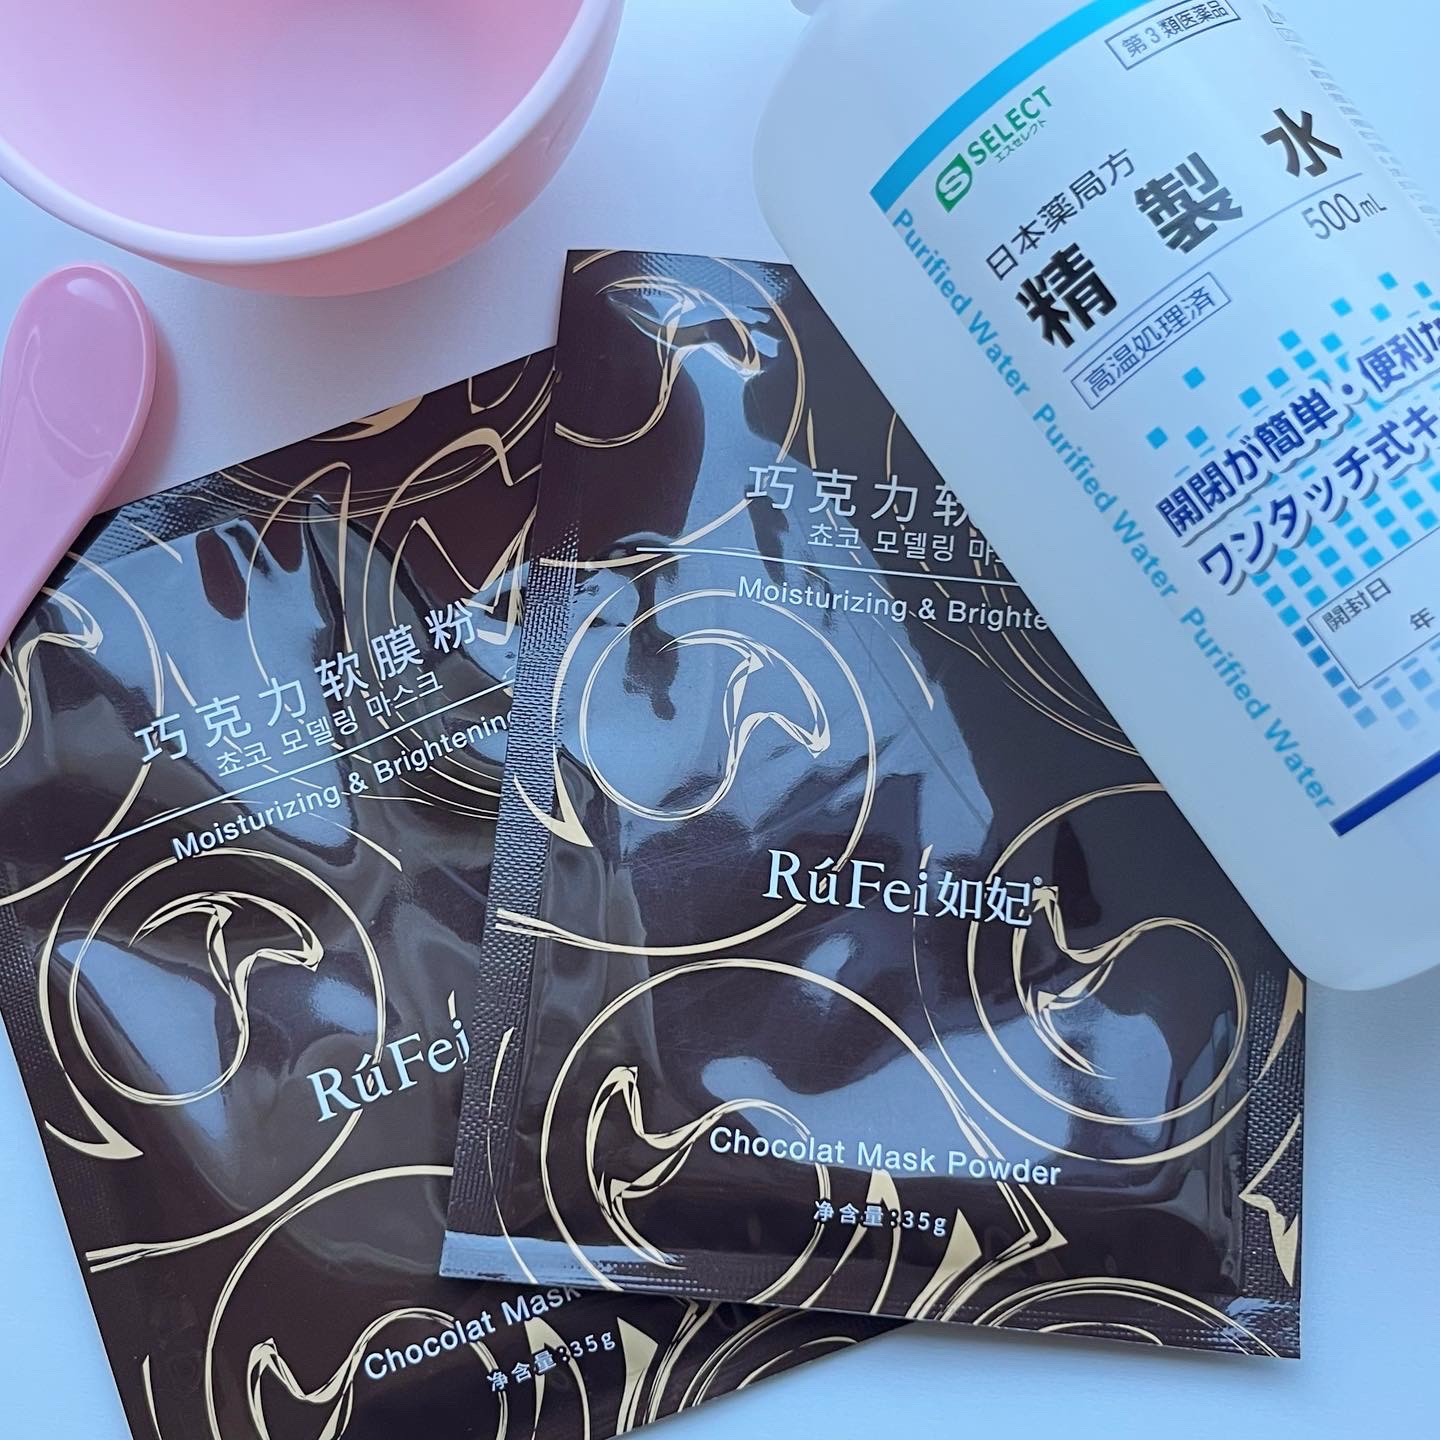 第3類医薬品
SELECT
エスセレクト
日本薬局方
精製水
500mL
高温処理済
開閉が簡単・便利な
ワンタッチ式キ
開封日
年
Purified Water Purified Water Purified Water
巧克力软
초코 모델링 마스
Moisturizing & Brighte
RúFei如妃
Chocolat Mask Powder
净含量:35g
巧克力软膜粉
초코 모델링 마스크
Moisturizing & Brightening
RúFei
Chocolat Mask
净含量:35g